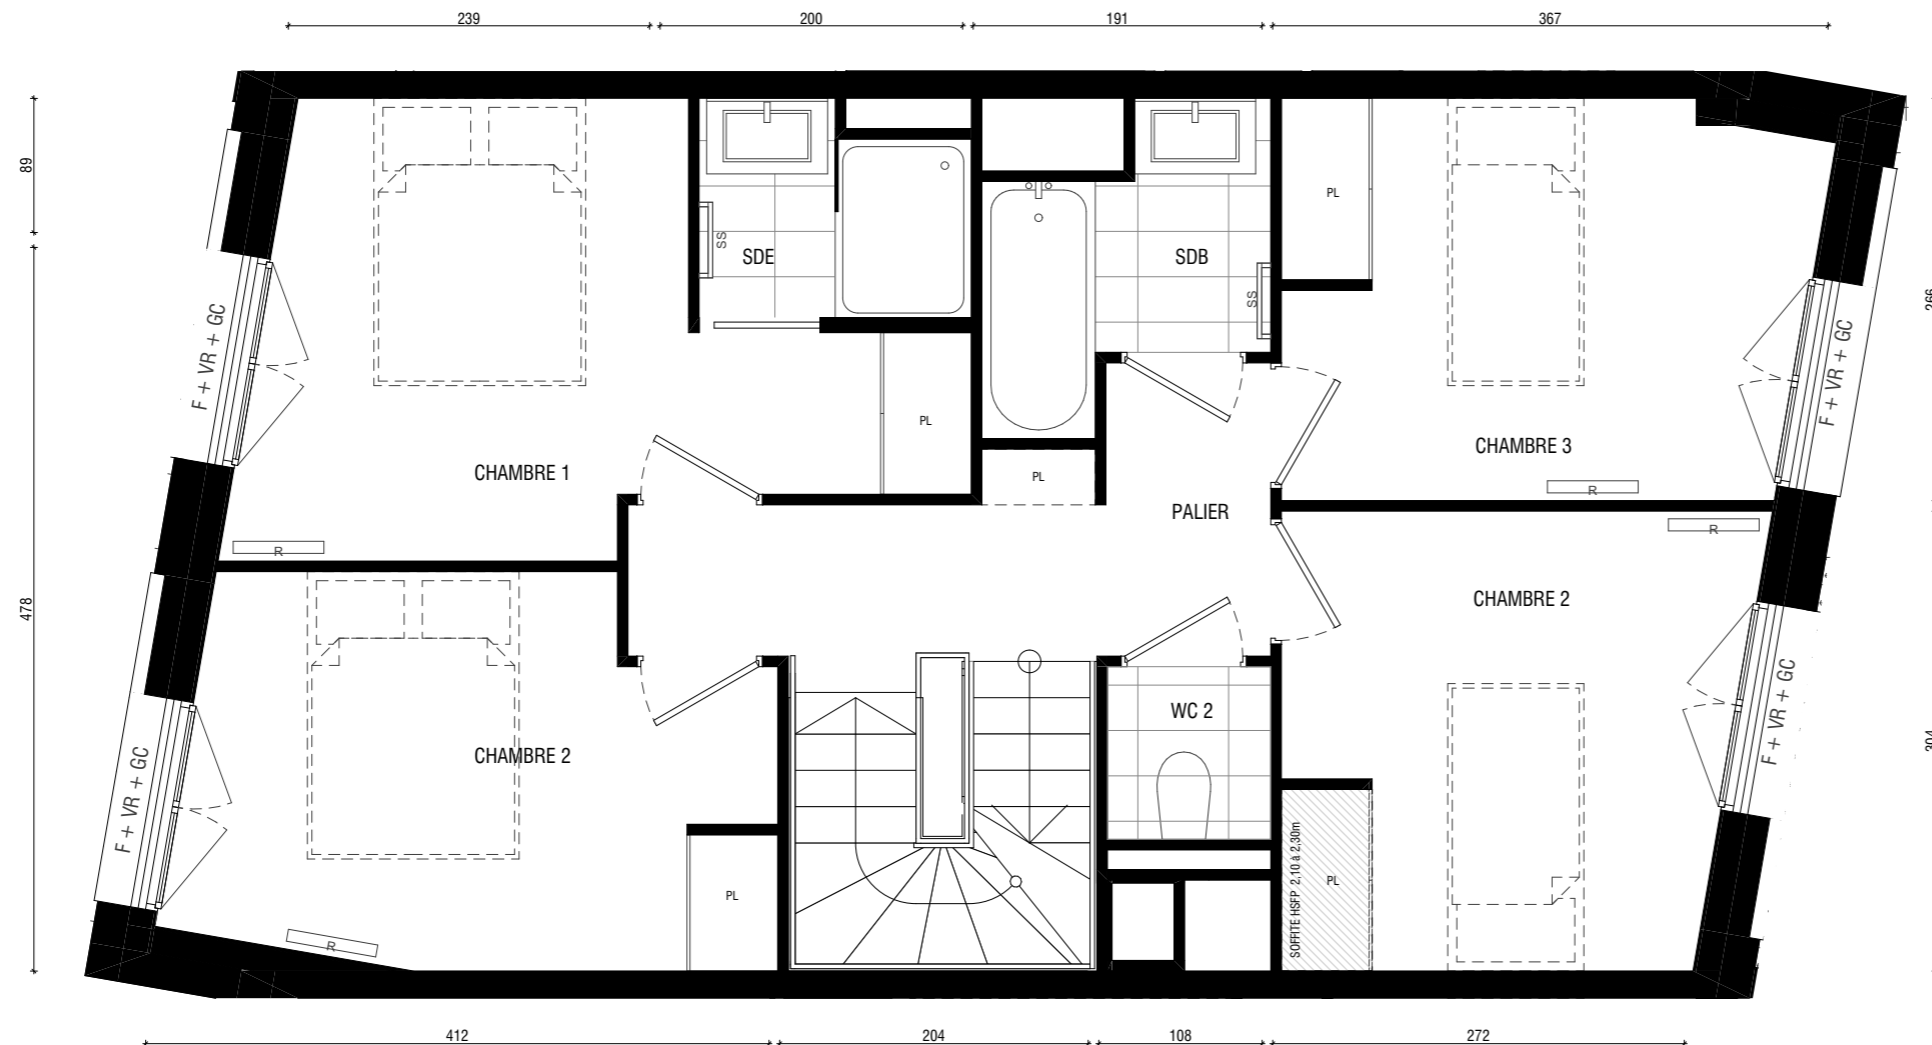 239 200 191 367
89
266
SS
SDE
SDB
SS
PL
F + VR + GC
F + VR + GC
PL
CHAMBRE 3
CHAMBRE 1
PL
R
PALIER
R
R
478
CHAMBRE 2
WC 2
F + VR + GC
304
CHAMBRE 2
F + VR + GC
SOFFITE HSFP 2,10 à 2,30m
PL
PL
R
412 204 108 272